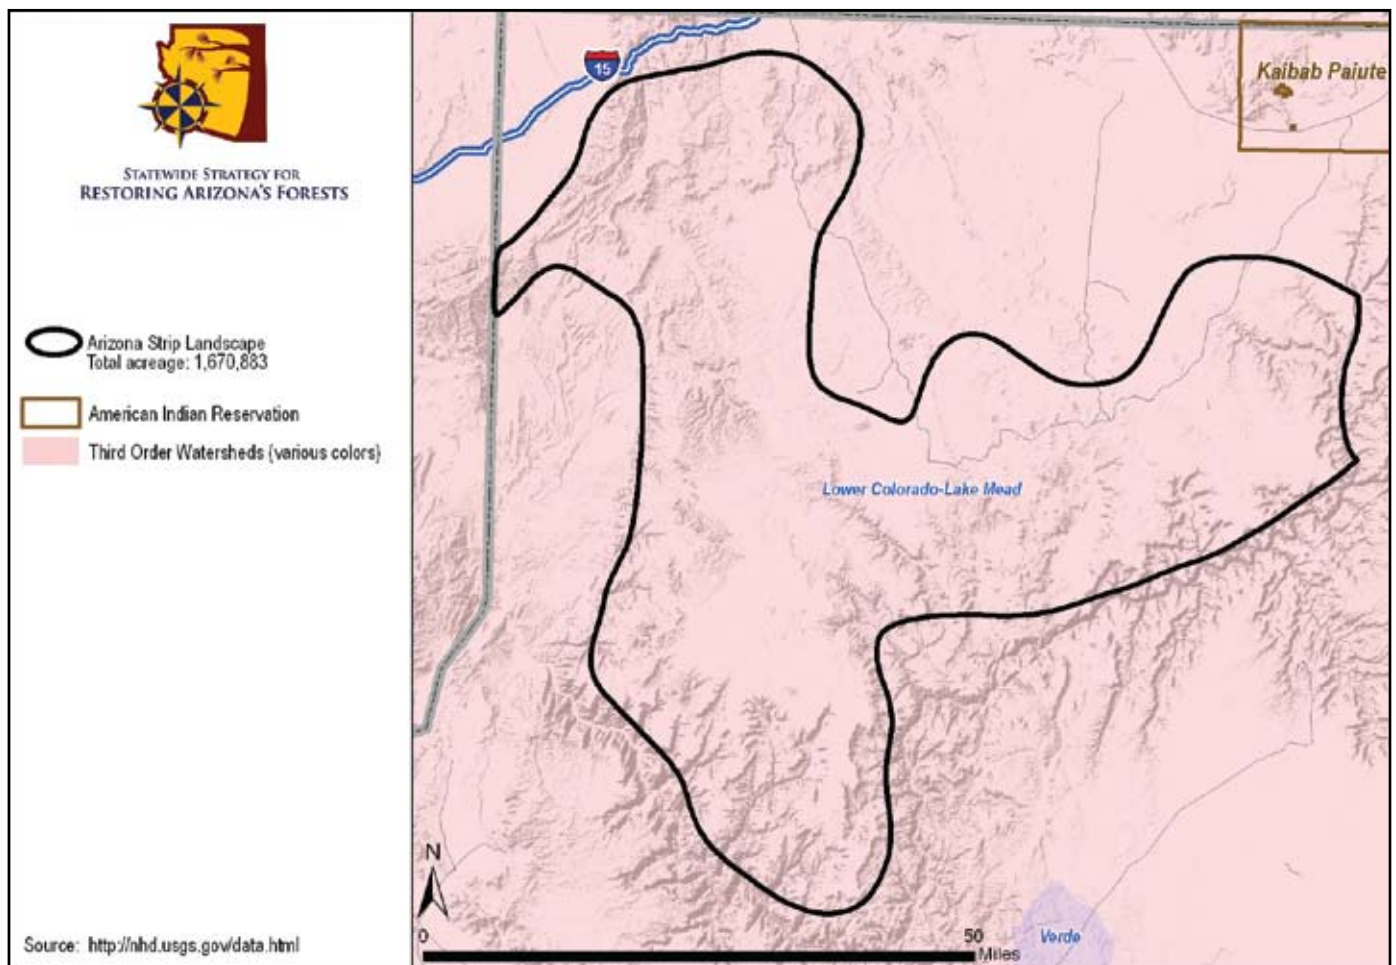 STATEWIDE STRATEGY FOR
RESTORING ARIZONA'S FORESTS
Arizona Strip Landscape
Total acreage: 1,670,883
American Indian Reservation
Third Order Watersheds (various colors)
Source: http://nhd.usgs.gov/data.html
15
Kaibab Paiute
Lower Colorado-Lake Mead
N
0
50
Miles
Verde